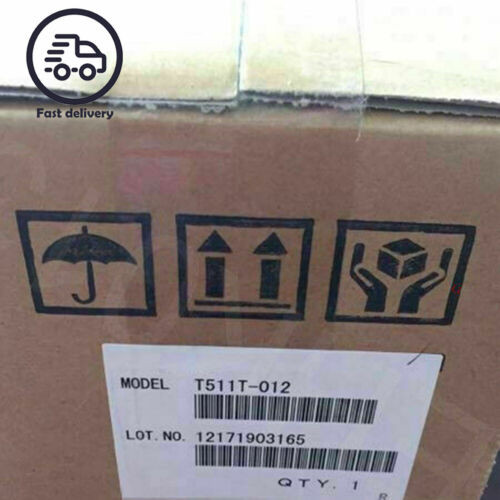 Fast delivery
MODEL T511T-012
LOT.NO. 12171903165
QTY. 1
R